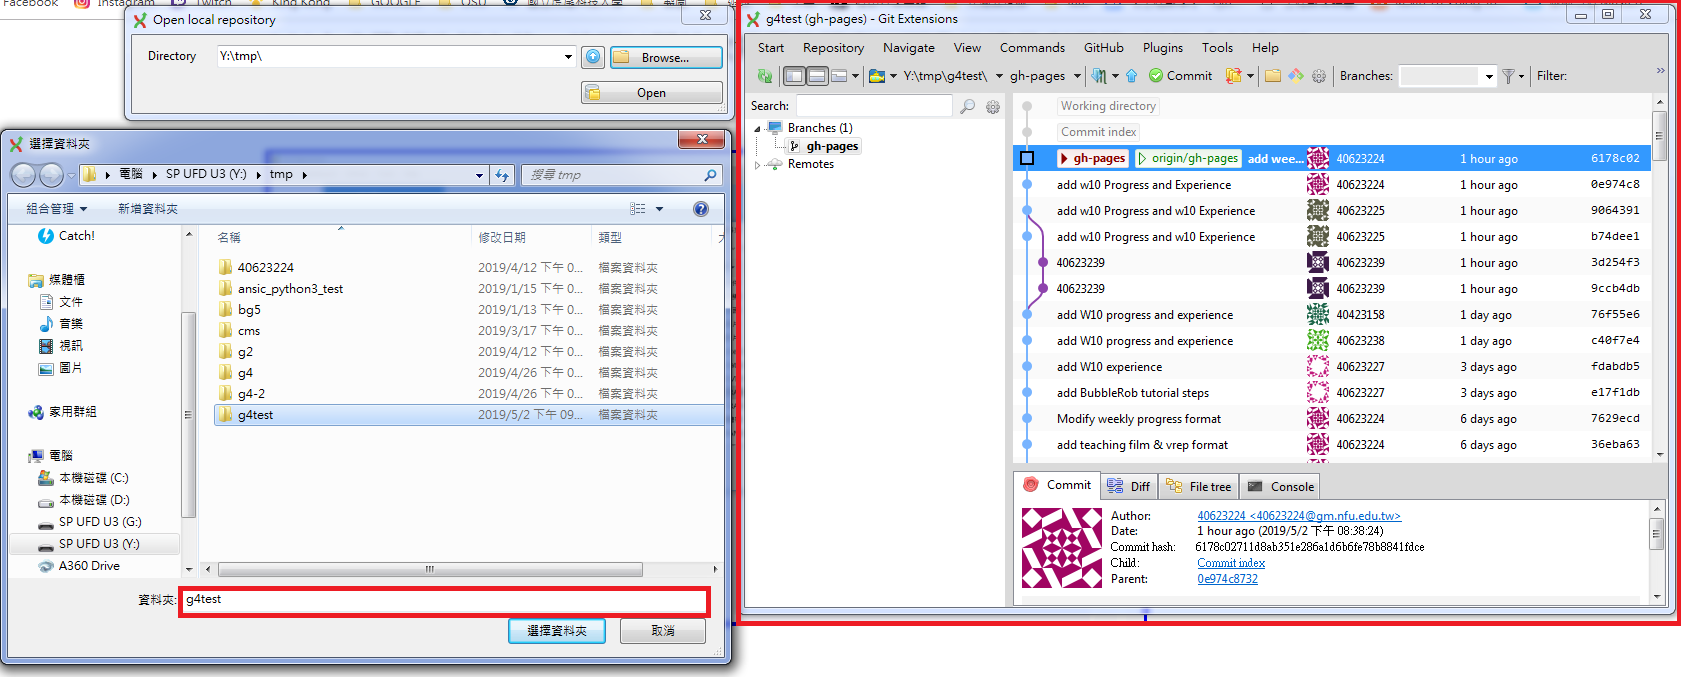 Facebook
Instagram
Twitch
King Kong
GOOGLE
Open local repository
Directory
Y:\tmp\
Browse...
Open
選擇資料夾
電腦
SP UFD U3 (Y:)
tmp
搜尋 tmp
組合管理
新增資料夾
Catch!
媒體櫃
文件
音樂
視訊
圖片
家用群組
電腦
本機磁碟 (C:)
本機磁碟 (D:)
SP UFD U3 (G:)
SP UFD U3 (Y:)
A360 Drive
名稱 修改日期 類型
40623224 2019/4/12 下午 0... 檔案資料夾
ansic_python3_test 2019/1/15 下午 0... 檔案資料夾
bg5 2019/1/13 下午 0... 檔案資料夾
cms 2019/3/17 下午 0... 檔案資料夾
g2 2019/4/12 下午 0... 檔案資料夾
g4 2019/4/26 下午 0... 檔案資料夾
g4-2 2019/4/26 下午 0... 檔案資料夾
g4test 2019/5/2 下午 09... 檔案資料夾
資料夾: g4test
選擇資料夾 取消
g4test (gh-pages) - Git Extensions
Start Repository Navigate View Commands GitHub Plugins Tools Help
Y:\tmp\g4test\ gh-pages Commit Branches: Filter:
Search:
Branches (1)
gh-pages
Remotes
Working directory
Commit index
gh-pages origin/gh-pages add wee... 40623224 1 hour ago 6178c02
add w10 Progress and Experience 40623224 1 hour ago 0e974c8
add w10 Progress and w10 Experience 40623225 1 hour ago 9064391
add w10 Progress and w10 Experience 40623225 1 hour ago b74dee1
40623239 40623239 1 hour ago 3d254f3
40623239 40623239 1 hour ago 9ccb4db
add W10 progress and experience 40423158 1 day ago 76f55e6
add W10 progress and experience 40623238 1 day ago c40f7e4
add W10 experience 40623227 3 days ago fdabdb5
add BubbleRob tutorial steps 40623227 3 days ago e17f1db
Modify weekly progress format 40623224 6 days ago 7629ecd
add teaching film & vrep format 40623224 6 days ago 36eba63
Commit Diff File tree Console
Author: 40623224 <40623224@gm.nfu.edu.tw>
Date: 1 hour ago (2019/5/2 下午 08:38:24)
Commit hash: 6178c02711d8ab351e286a1d6b6fe78b8841fdce
Child: Commit index
Parent: 0e974c8732